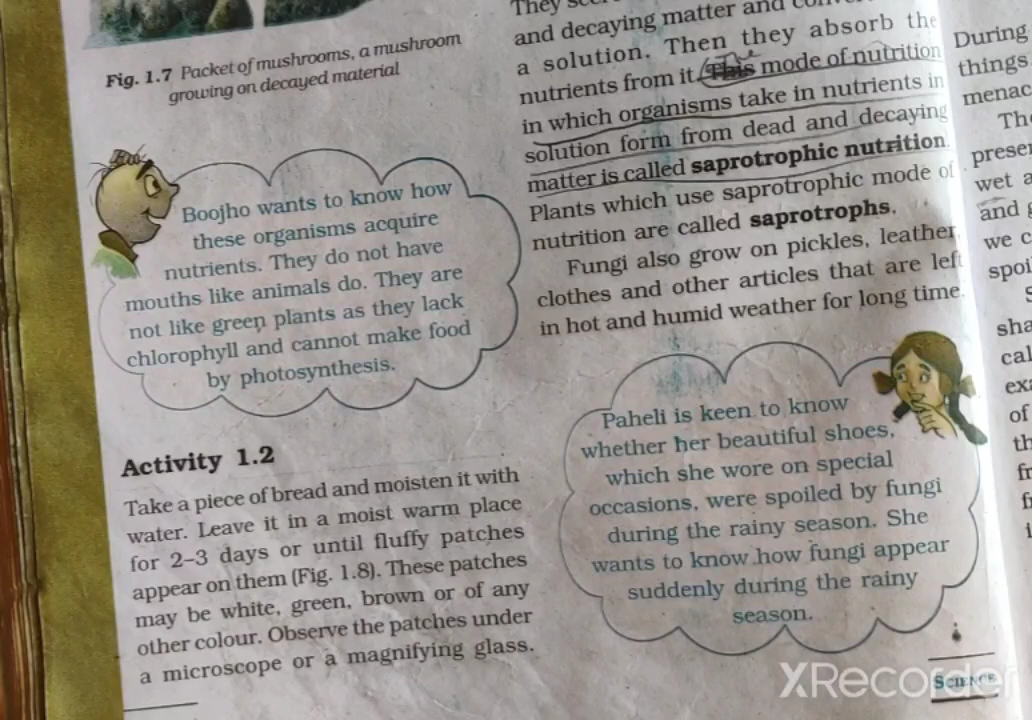 Fig. 1.7 Packet of mushrooms, a mushroom
growing on decayed material
Boojho wants to know how
these organisms acquire
nutrients. They do not have
mouths like animals do. They are
not like green plants as they lack
chlorophyll and cannot make food
by photosynthesis.
Activity 1.2
Take a piece of bread and moisten it with
water. Leave it in a moist warm place
for 2–3 days or until fluffy patches
appear on them (Fig. 1.8). These patches
may be white, green, brown or of any
other colour. Observe the patches under
a microscope or a magnifying glass.
They
and decaying matter and
a solution. Then they absorb the
nutrients from it. This mode of nutrition
in which organisms take in nutrients in
solution form from dead and decaying
matter is called saprotrophic nutrition.
Plants which use saprotrophic mode of
nutrition are called saprotrophs.
Fungi also grow on pickles, leather,
clothes and other articles that are left
in hot and humid weather for long time.
Paheli is keen to know
whether her beautiful shoes,
which she wore on special
occasions, were spoiled by fungi
during the rainy season. She
wants to know how fungi appear
suddenly during the rainy
season.
During
things
wet
and
we
of
SCIENCE
XRecorder